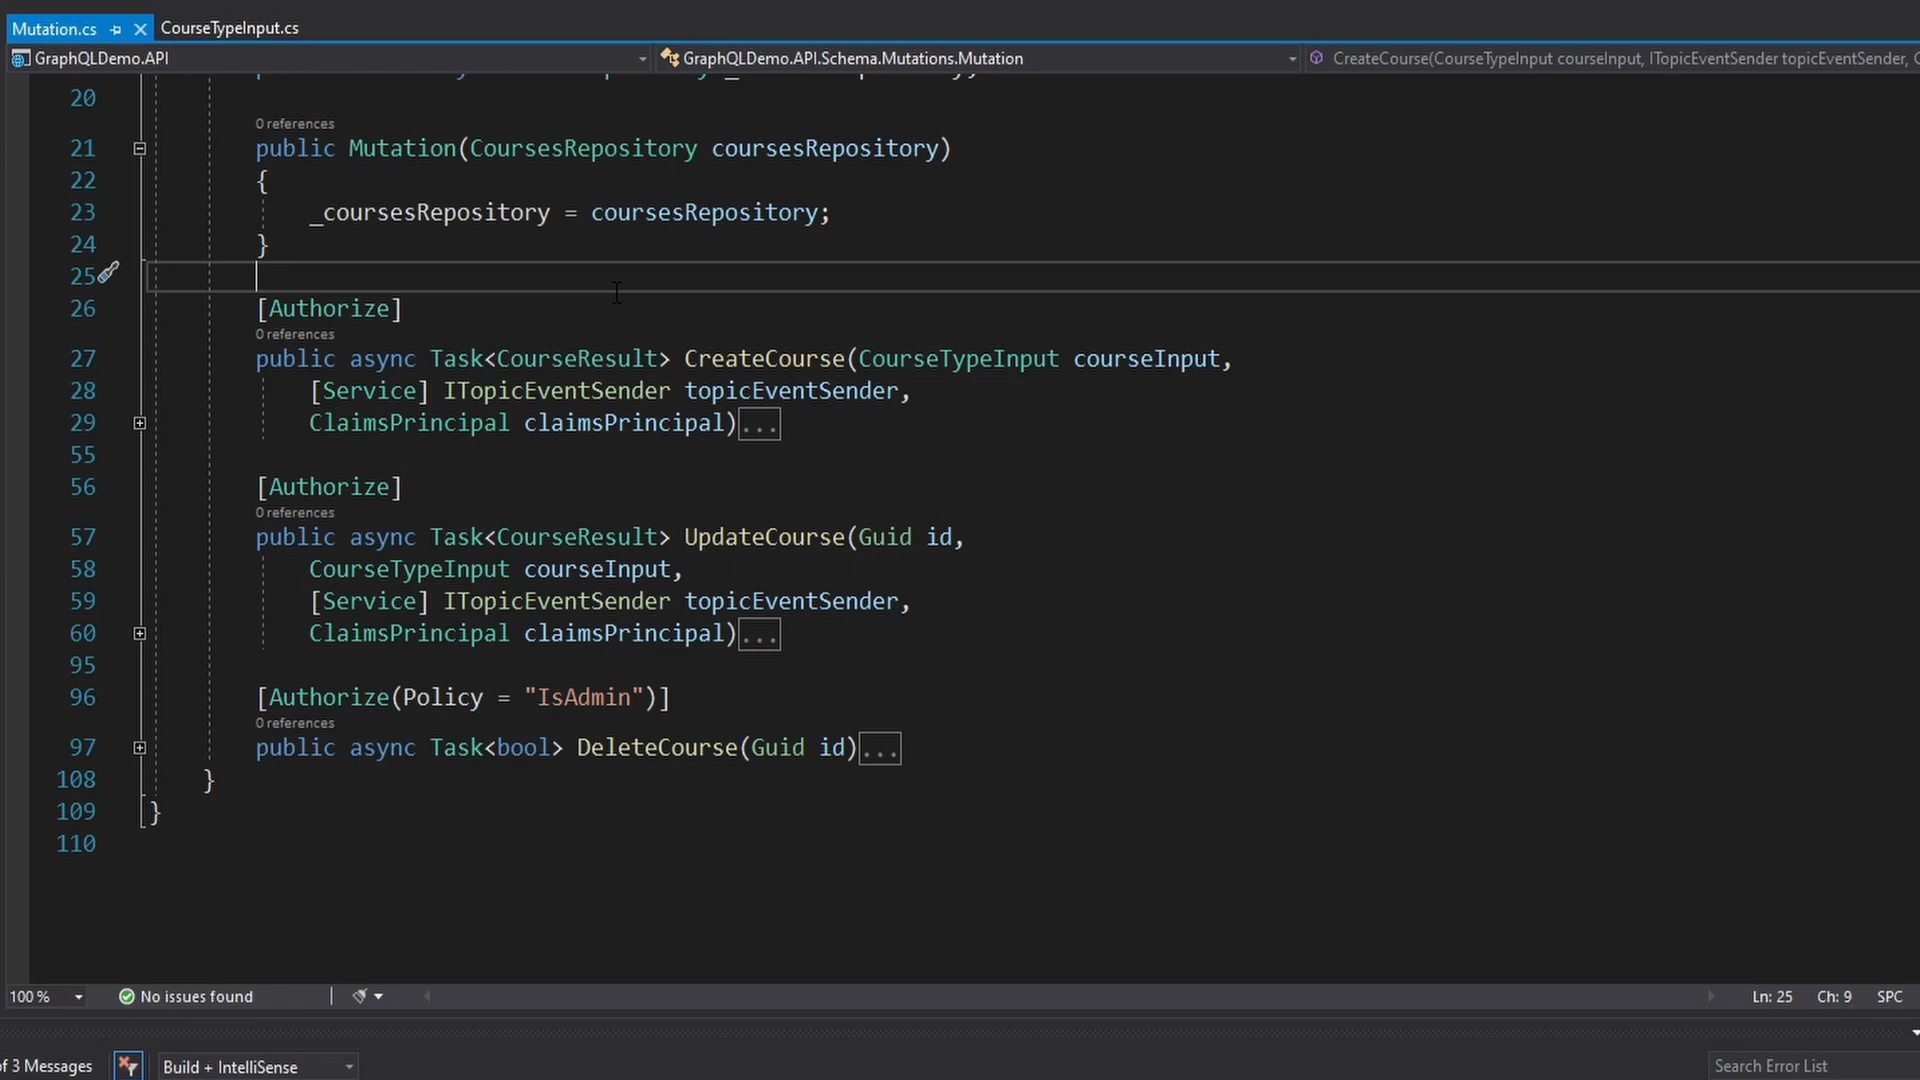 Mutation.cs
CourseTypeInput.cs
GraphQLDemo.API
GraphQLDemo.API.Schema.Mutations.Mutation
CreateCourse(CourseTypeInput courseInput, ITopicEventSender topicEventSender, C
20
0 references
21 public Mutation(CoursesRepository coursesRepository)
22 {
23 _coursesRepository = coursesRepository;
24 }
25
26 [Authorize]
0 references
27 public async Task<CourseResult> CreateCourse(CourseTypeInput courseInput,
28 [Service] ITopicEventSender topicEventSender,
29 ClaimsPrincipal claimsPrincipal)...
55
56 [Authorize]
0 references
57 public async Task<CourseResult> UpdateCourse(Guid id,
58 CourseTypeInput courseInput,
59 [Service] ITopicEventSender topicEventSender,
60 ClaimsPrincipal claimsPrincipal)...
95
96 [Authorize(Policy = "IsAdmin")]
0 references
97 public async Task<bool> DeleteCourse(Guid id)...
108 }
109 }
110
100 % No issues found Ln: 25 Ch: 9 SPC
of 3 Messages Build + IntelliSense Search Error List